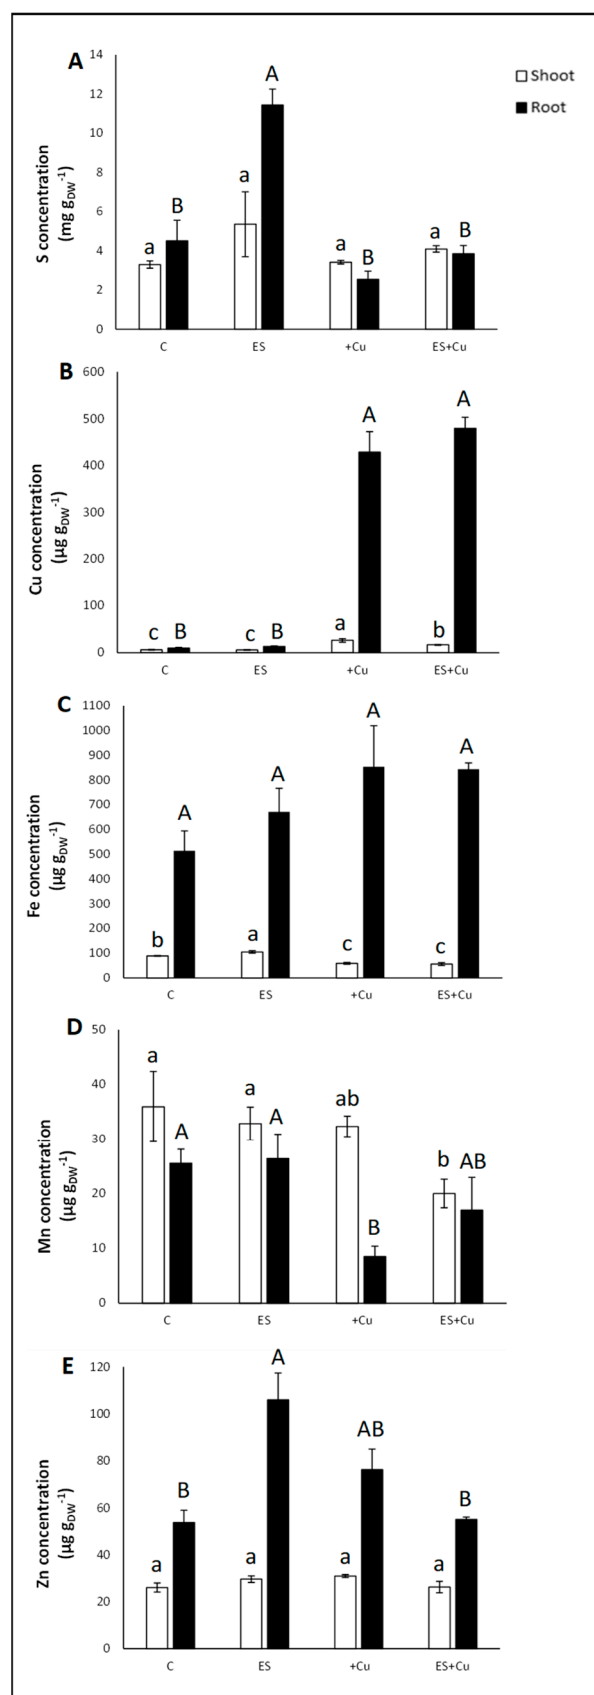 A
14
12
10
8
6
4
2
0
S concentration
(mg gDW-1)
Shoot
Root
a B a A a B a B
C ES +Cu ES+Cu
B
600
500
400
300
200
100
0
Cu concentration
(µg gDW-1)
c B c B a A b A
C ES +Cu ES+Cu
C
1100
1000
900
800
700
600
500
400
300
200
100
0
Fe concentration
(µg gDW-1)
b A a A c A c A
C ES +Cu ES+Cu
D
50
40
30
20
10
0
Mn concentration
(µg gDW-1)
a A a A ab B b AB
C ES +Cu ES+Cu
E
120
100
80
60
40
20
0
Zn concentration
(µg gDW-1)
a B a A a AB a B
C ES +Cu ES+Cu